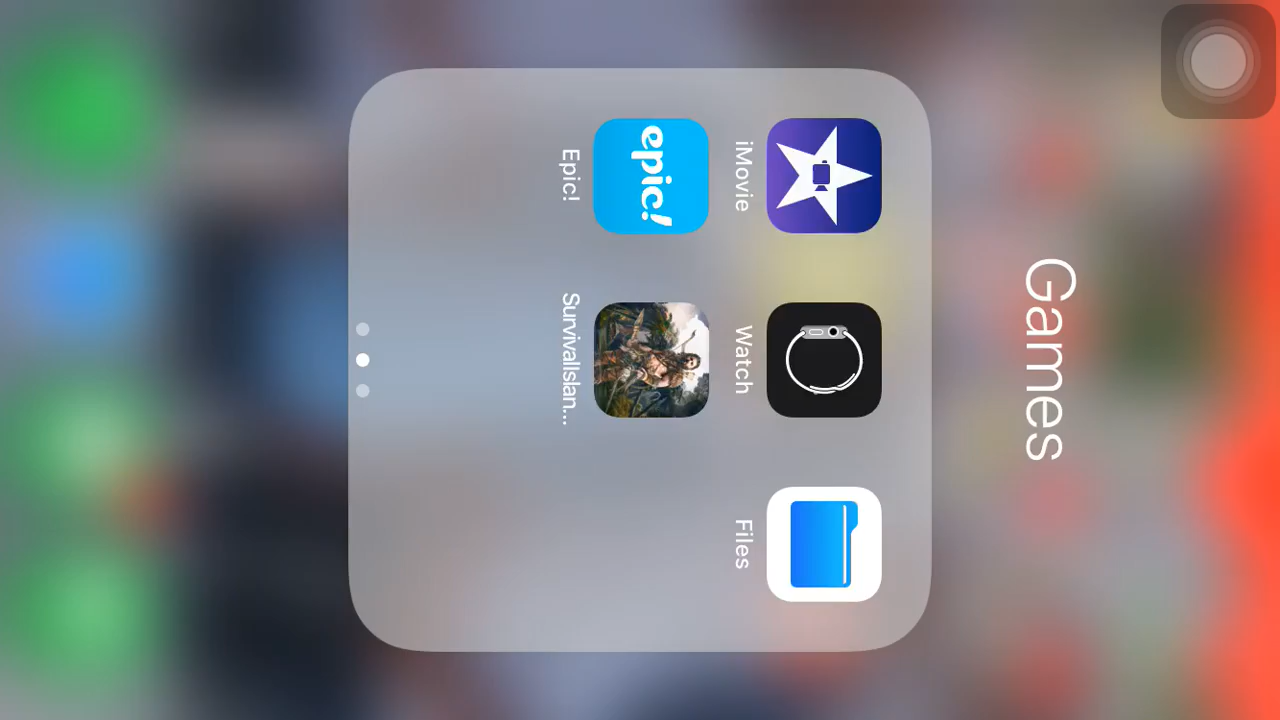 Games
iMovie
Watch
Files
epic!
Epic!
SurvivalIslan...